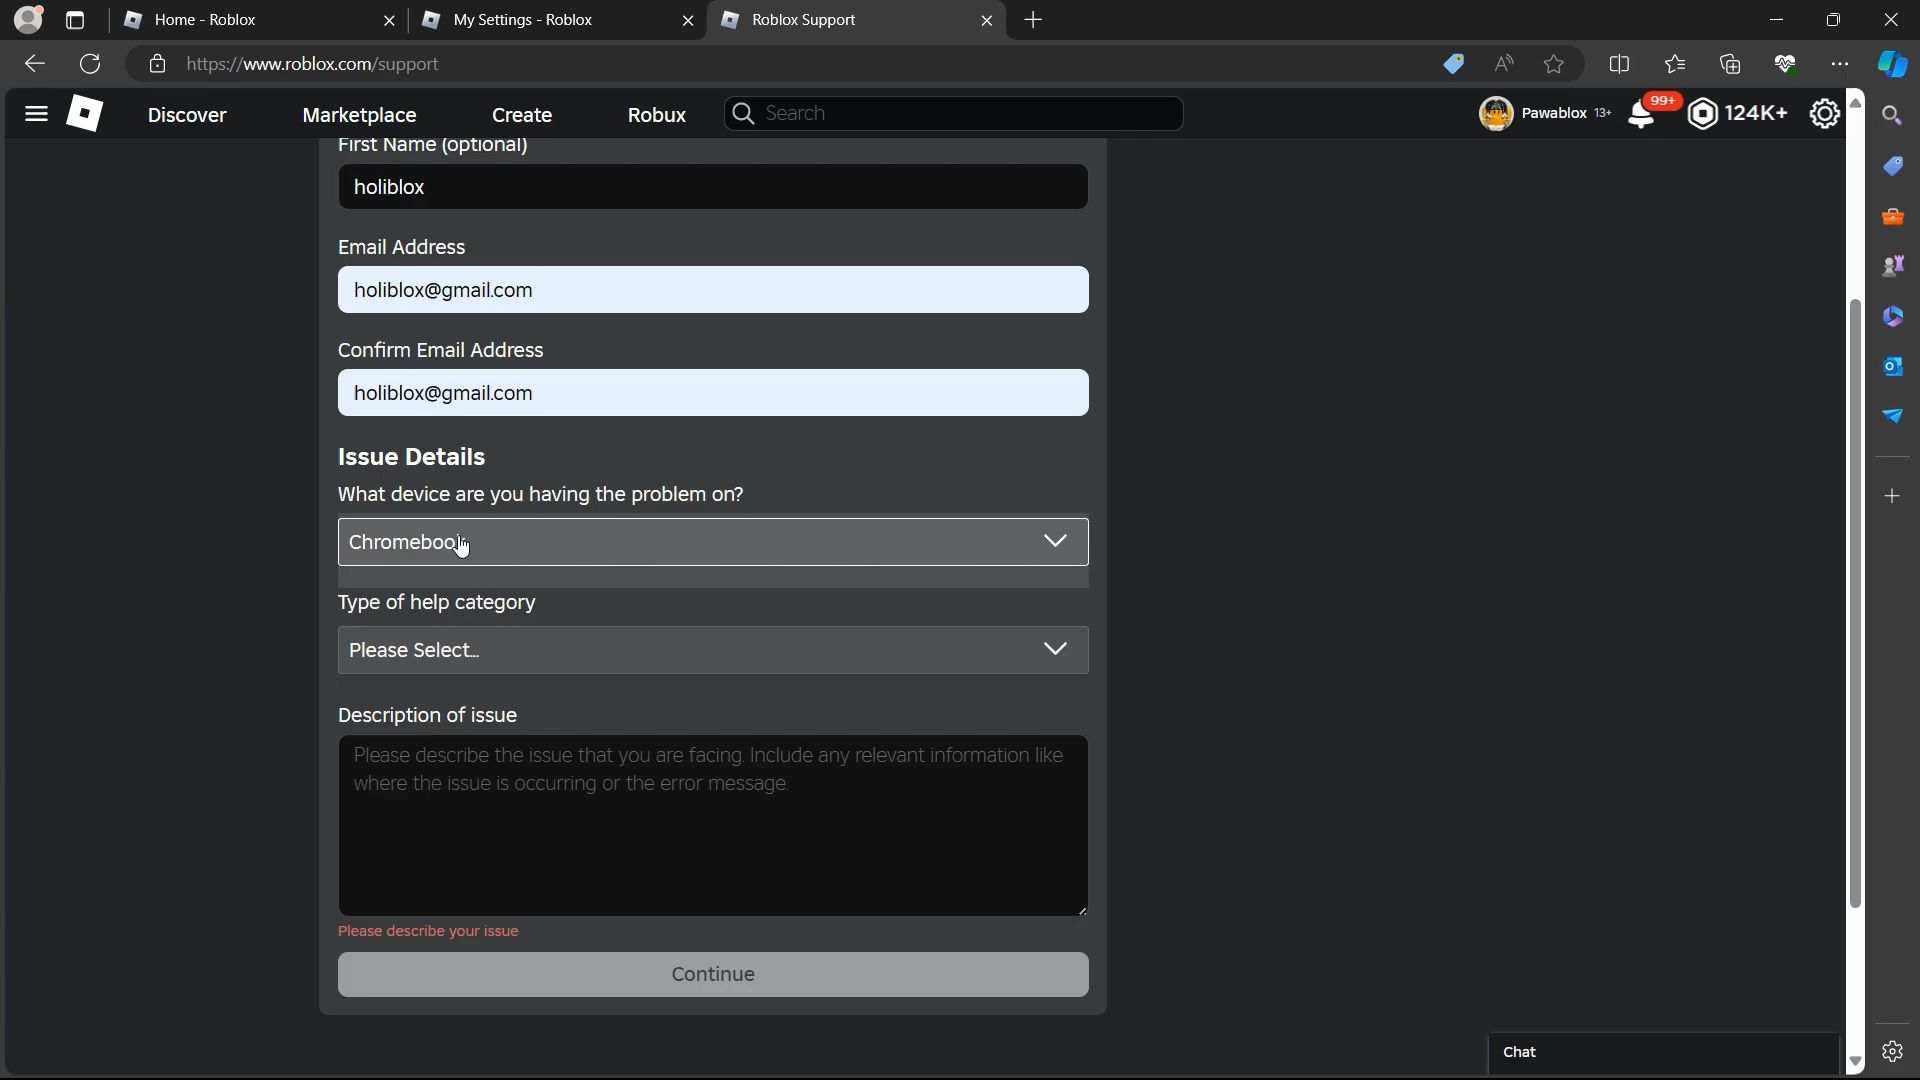 Home - Roblox
My Settings - Roblox
Roblox Support
https://www.roblox.com/support
Discover
Marketplace
Create
Robux
Search
Pawablox 13+
99+
124K+
First Name (optional)
holiblox
Email Address
holiblox@gmail.com
Confirm Email Address
holiblox@gmail.com
Issue Details
What device are you having the problem on?
Chromebook
Type of help category
Please Select...
Description of issue
Please describe the issue that you are facing. Include any relevant information like
where the issue is occurring or the error message.
Please describe your issue
Continue
Chat